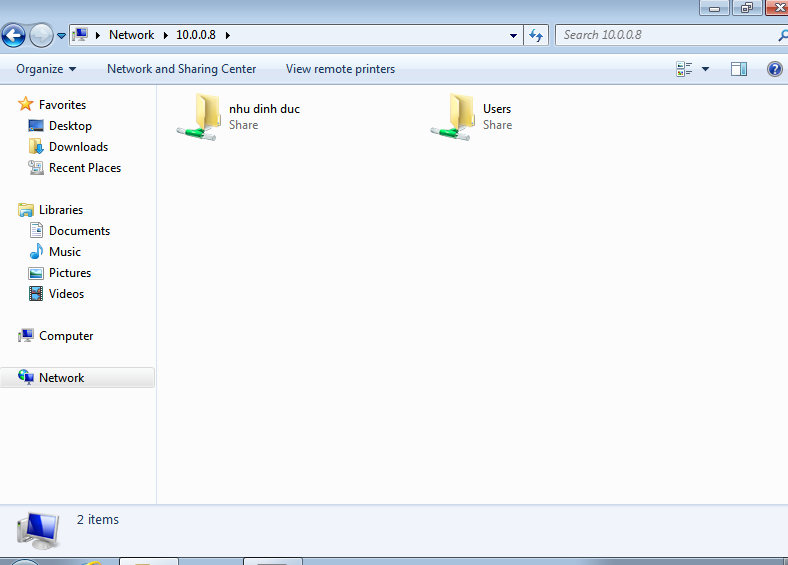 Network 10.0.0.8
Search 10.0.0.8
Organize Network and Sharing Center View remote printers
Favorites
Desktop
Downloads
Recent Places
Libraries
Documents
Music
Pictures
Videos
Computer
Network
nhu dinh duc
Share
Users
Share
2 items